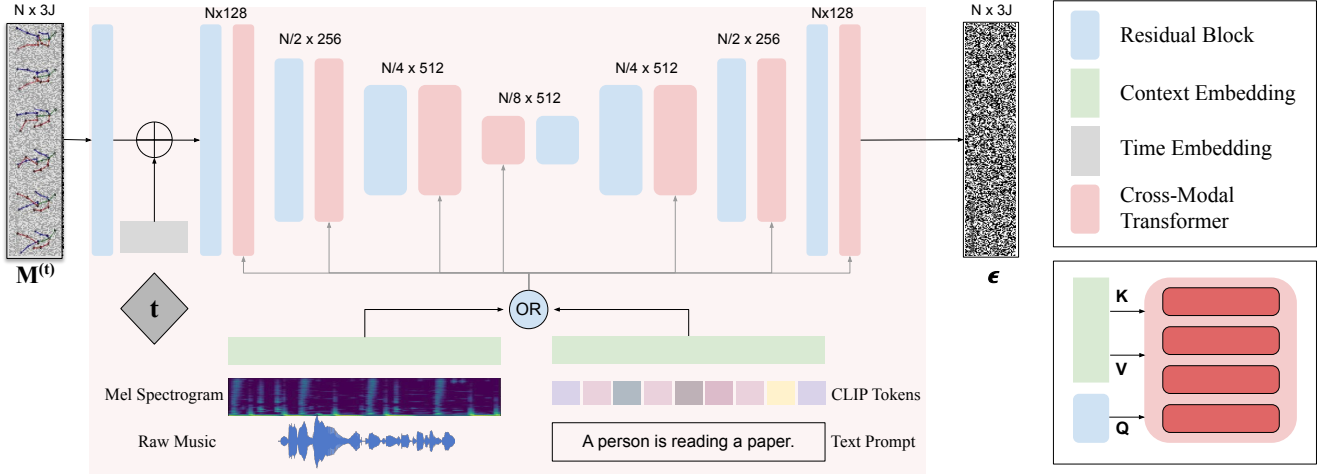 N x 3J
Nx128
N/2 x 256
N/4 x 512
N/8 x 512
N/4 x 512
N/2 x 256
Nx128
N x 3J
M(t)
t
OR
ϵ
Mel Spectrogram
Raw Music
CLIP Tokens
A person is reading a paper.
Text Prompt
Residual Block
Context Embedding
Time Embedding
Cross-Modal
Transformer
K
V
Q